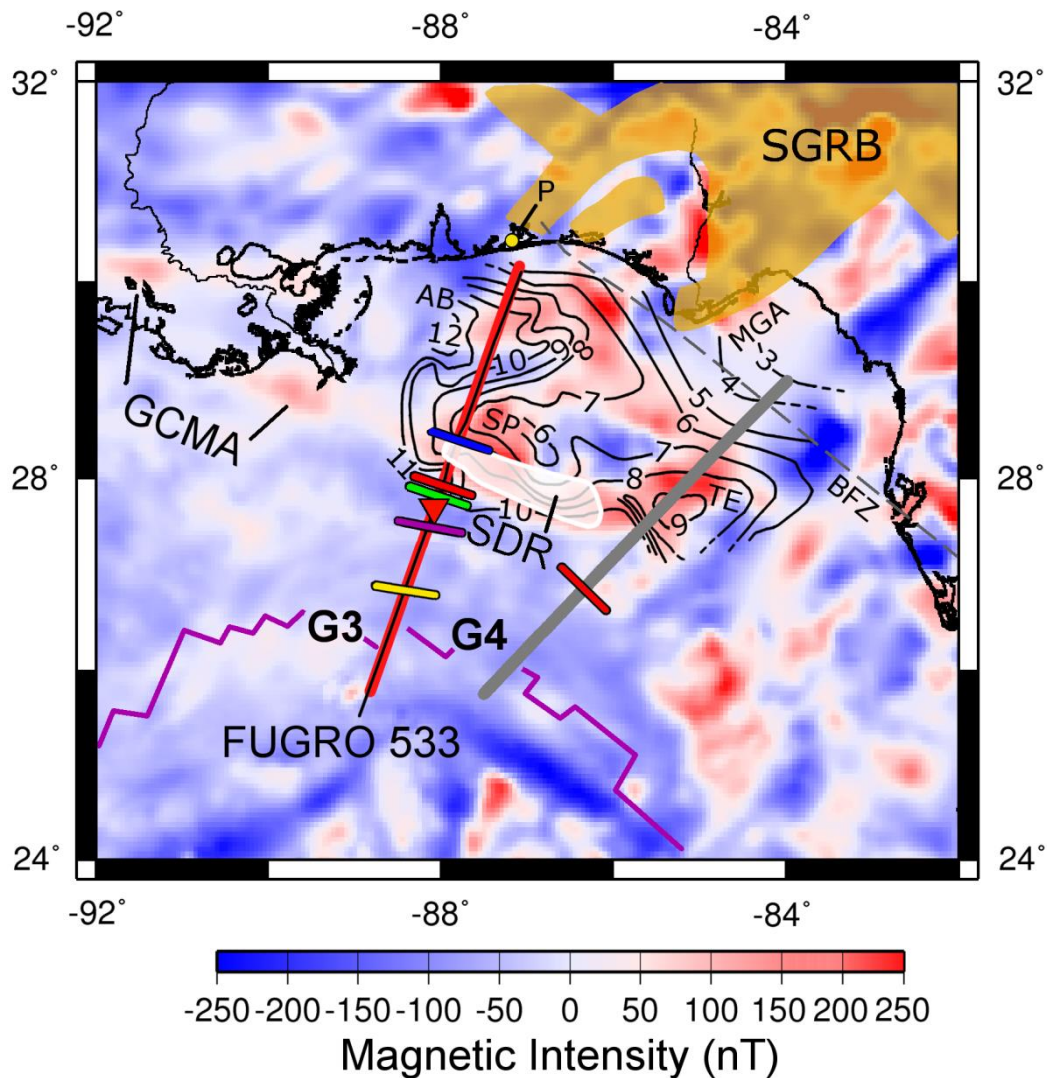 -92° -88° -84°
32° 32°
SGRB
P
AB
12
10
9
8
MGA
3
4
5
7
6
GCMA
SP
6
7
11
8
TE
BFZ
28° 28°
10
9
SDR
G3 G4
FUGRO 533
24° 24°
-92° -88° -84°
-250 -200 -150 -100 -50 0 50 100 150 200 250
Magnetic Intensity (nT)